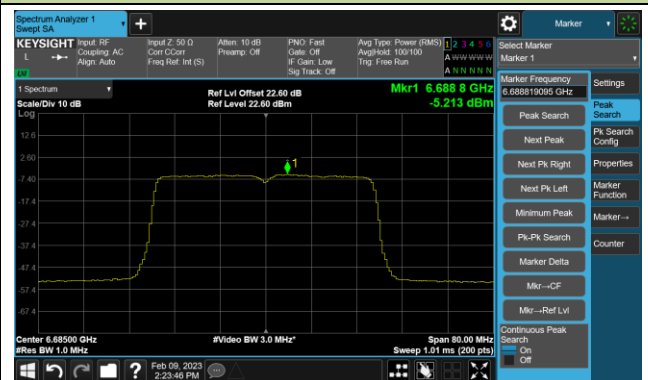 Spectrum Analyzer 1
Swept SA
Marker
KEYSIGHT
L
Input: RF
Coupling: AC
Align: Auto
Input Z: 50 Ω
Corr CCorr
Freq Ref: Int (S)
Atten: 10 dB
Preamp: Off
PNO: Fast
Gate: Off
IF Gain: Low
Sig Track: Off
Avg Type: Power (RMS)
Avg|Hold: 100/100
Trig: Free Run
1 2 3 4 5 6
A W W W W W
A N N N N N
Select Marker
Marker 1
1 Spectrum
Scale/Div 10 dB
Log
Ref Lvl Offset 22.60 dB
Ref Level 22.60 dBm
Mkr1 6.688 8 GHz
-5.213 dBm
12.6
2.60
-7.40
-17.4
-27.4
-37.4
-47.4
-57.4
-67.4
1
Center 6.68500 GHz
#Res BW 1.0 MHz
#Video BW 3.0 MHz*
Span 80.00 MHz
Sweep 1.01 ms (200 pts)
Marker Frequency
6.688819095 GHz
Peak Search
Next Peak
Next Pk Right
Next Pk Left
Minimum Peak
Pk-Pk Search
Marker Delta
Mkr→CF
Mkr→Ref Lvl
Continuous Peak
Search
On
Off
Settings
Peak
Search
Pk Search
Config
Properties
Marker
Function
Marker→
Counter
Feb 09, 2023
2:23:46 PM